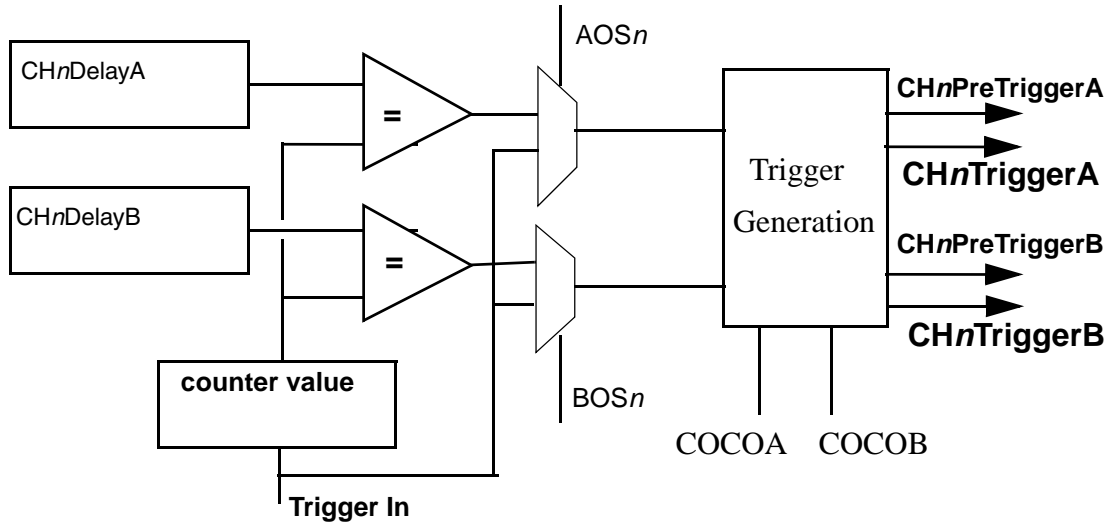 AOSn
CHnDelayA
CHnPreTriggerA
=
Trigger
CHnTriggerA
CHnDelayB
Generation
CHnPreTriggerB
=
CHnTriggerB
counter value
BOSn
COCOA
COCOB
Trigger In